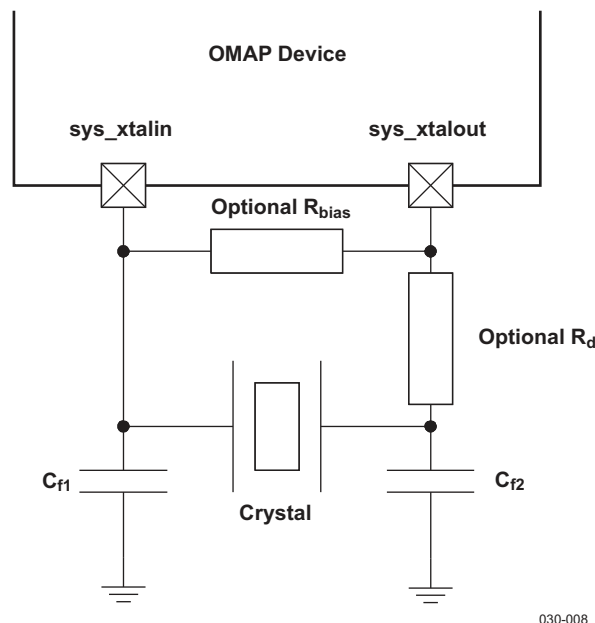 OMAP Device
sys_xtalin sys_xtalout
Optional Rbias
Optional Rd
Cf1 Cf2
Crystal
030-008